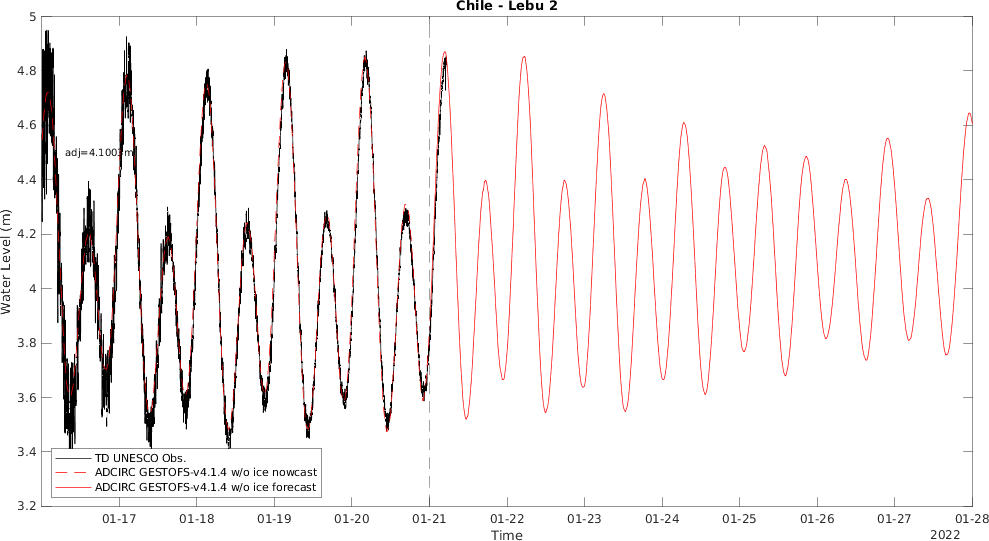 Chile - Lebu 2
5
4.8
4.6
4.4
4.2
4
3.8
3.6
3.4
3.2
Water Level (m)
adj=4.1003 m
TD UNESCO Obs.
ADCIRC GESTOFS-v4.1.4 w/o ice nowcast
ADCIRC GESTOFS-v4.1.4 w/o ice forecast
01-17 01-18 01-19 01-20 01-21 01-22 01-23 01-24 01-25 01-26 01-27 01-28
Time
2022